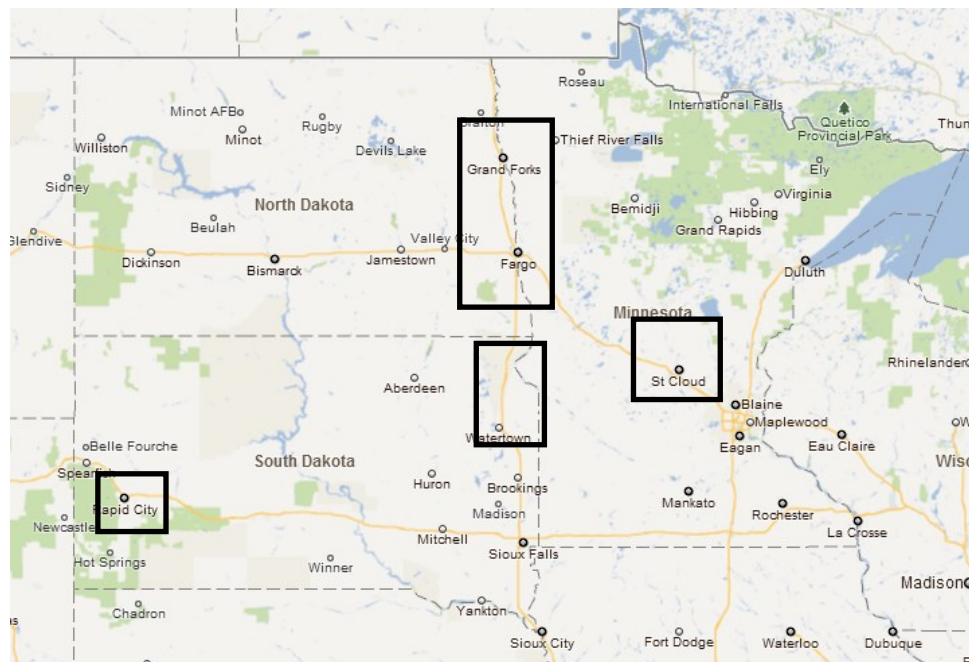 Roseau
International Falls
Quetico
Provincial Park
Thun
Minot AFB
Minot
Rugby
Grafton
Williston
Devils Lake
Thief River Falls
Grand Forks
Ely
Sidney
Virginia
Hibbing
Bemidji
Grand Rapids
North Dakota
Beulah
Glendive
Valley City
Dickinson
Bismarck
Jamestown
Fargo
Duluth
Minnesota
Rhinelander
Aberdeen
St Cloud
Blaine
Maplewood
Watertown
Eagan
Eau Claire
W
Belle Fourche
Spearfish
South Dakota
Wisc
Huron
Brookings
Rapid City
Madison
Mankato
Rochester
Newcastle
La Crosse
Mitchell
Sioux Falls
Hot Springs
Winner
Madison
Chadron
Yankton
Sioux City
Fort Dodge
Waterloo
Dubuque